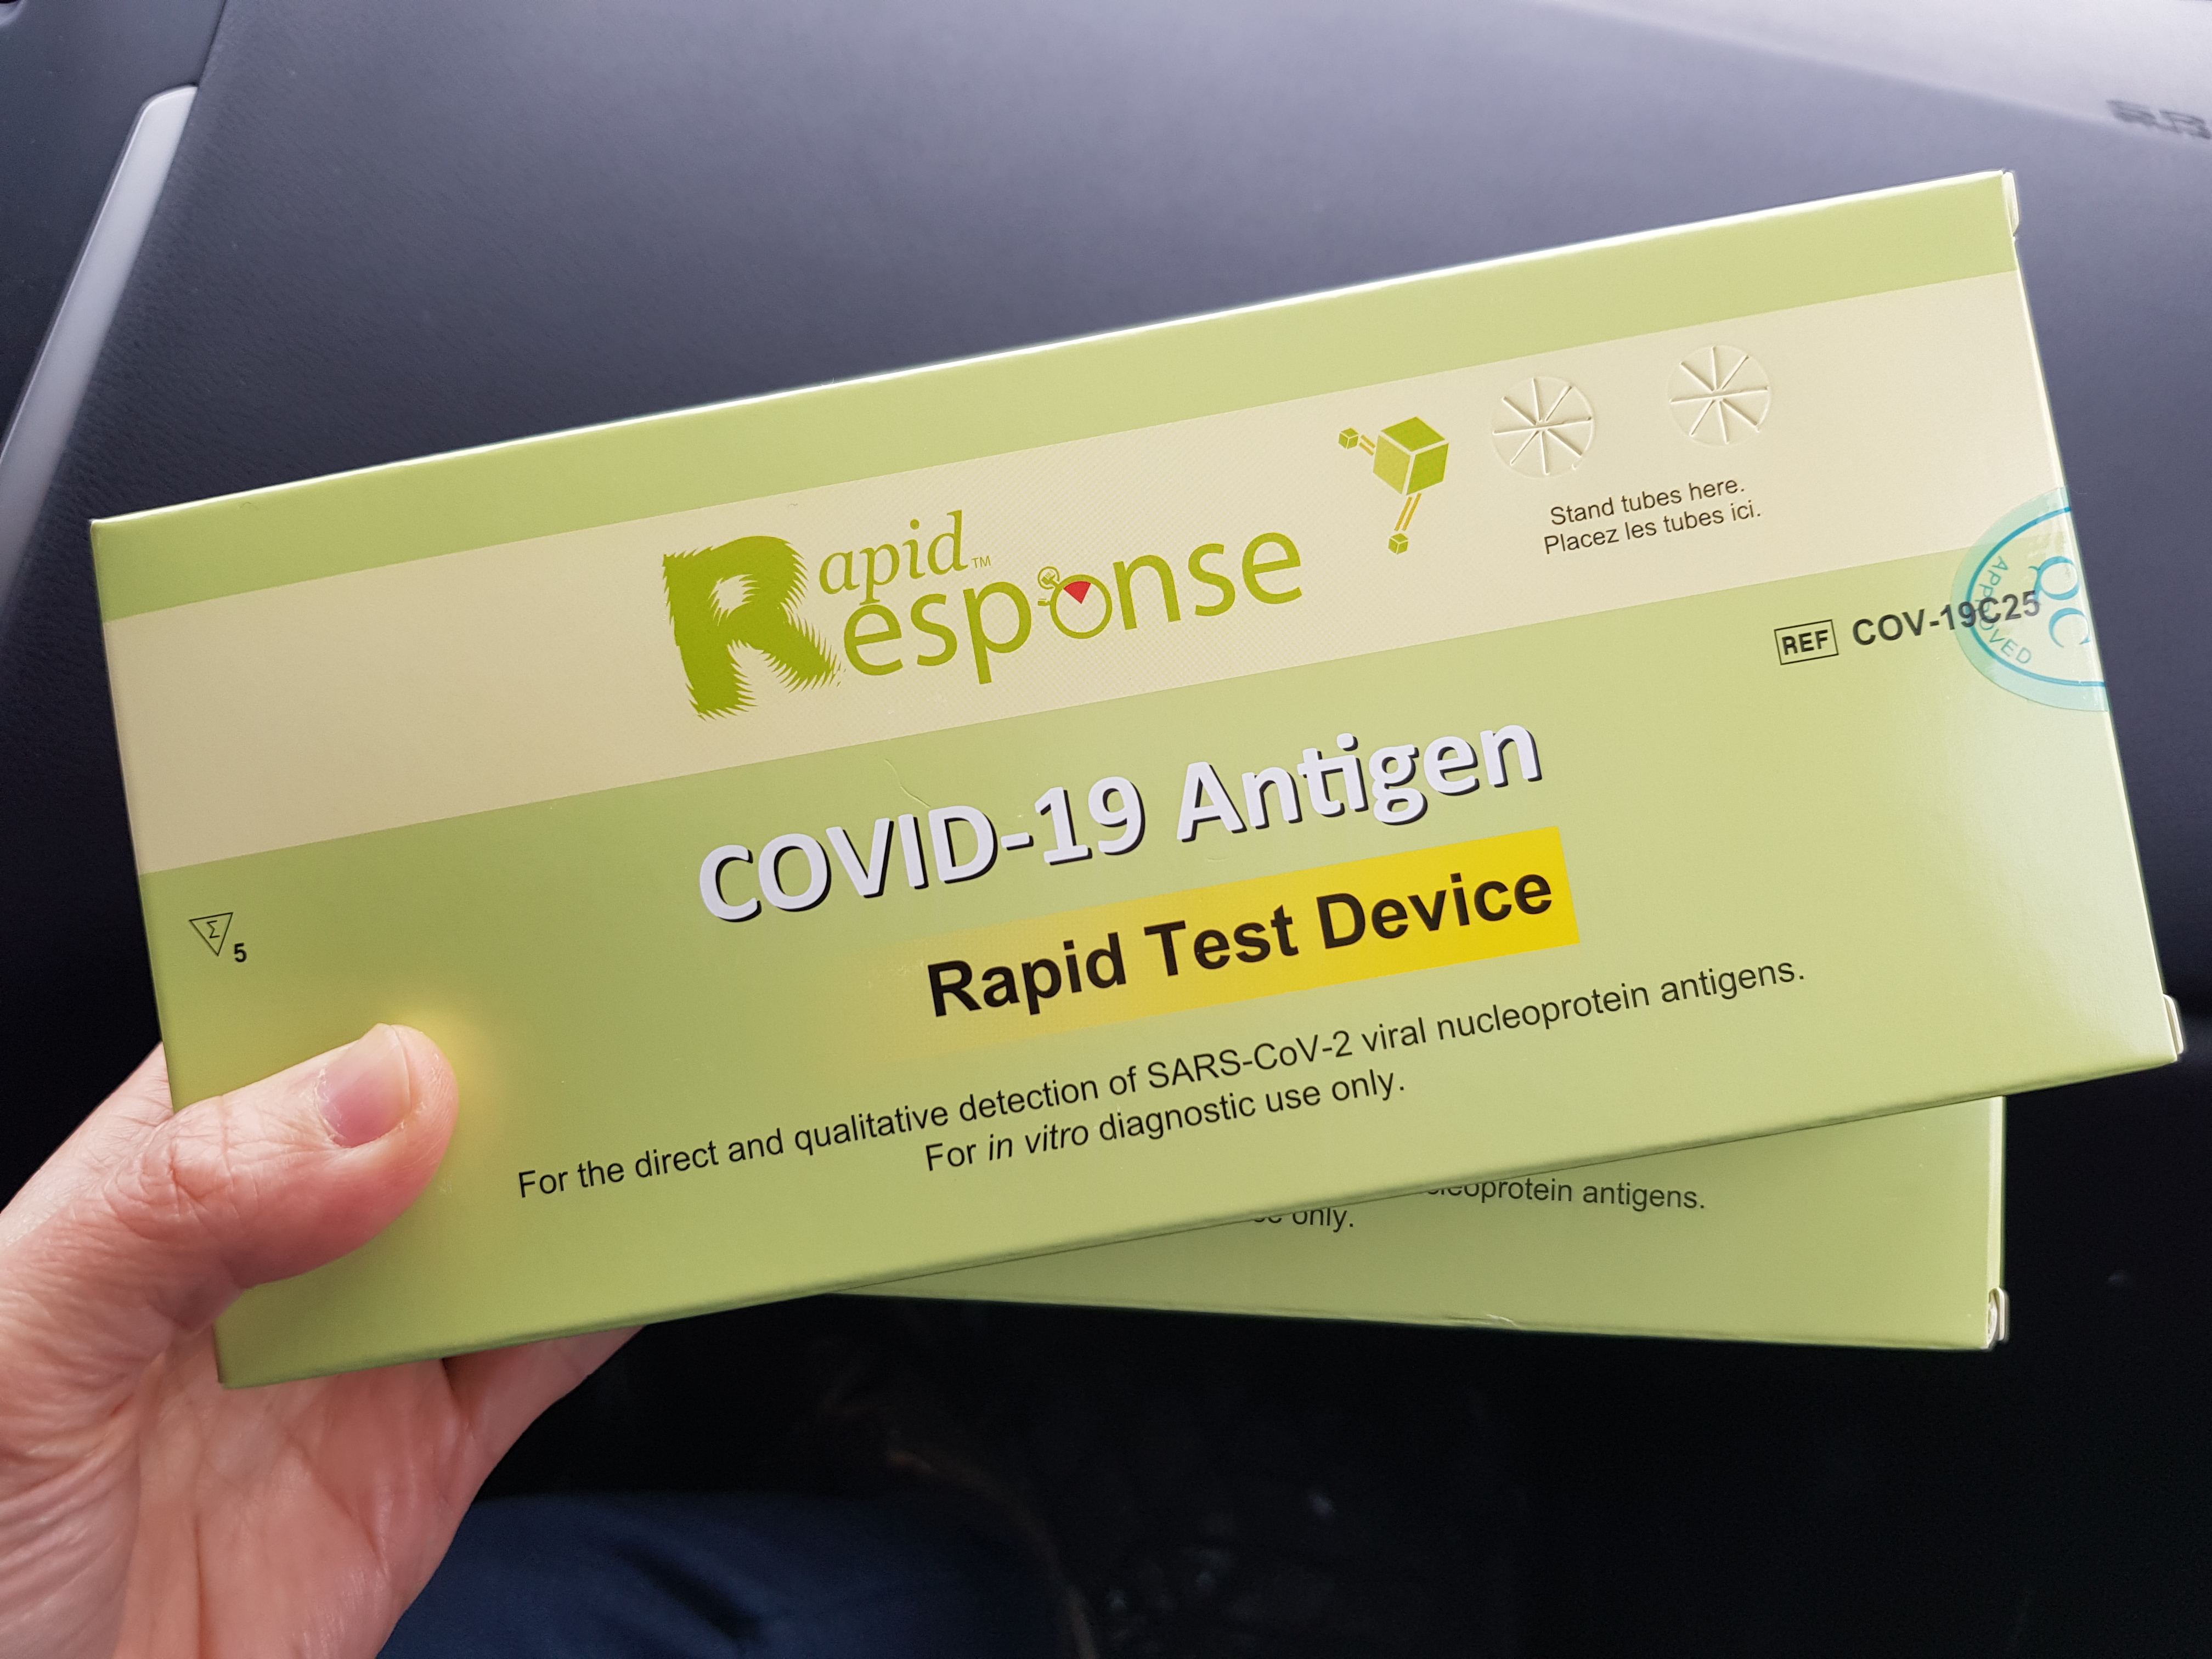 Rapid™
Response
Stand tubes here.
Placez les tubes ici.
REF COV-19C25
QC
APPROVED
COVID-19 Antigen
Rapid Test Device
Σ 5
For the direct and qualitative detection of SARS-CoV-2 viral nucleoprotein antigens.
For in vitro diagnostic use only.
antigens.
only.